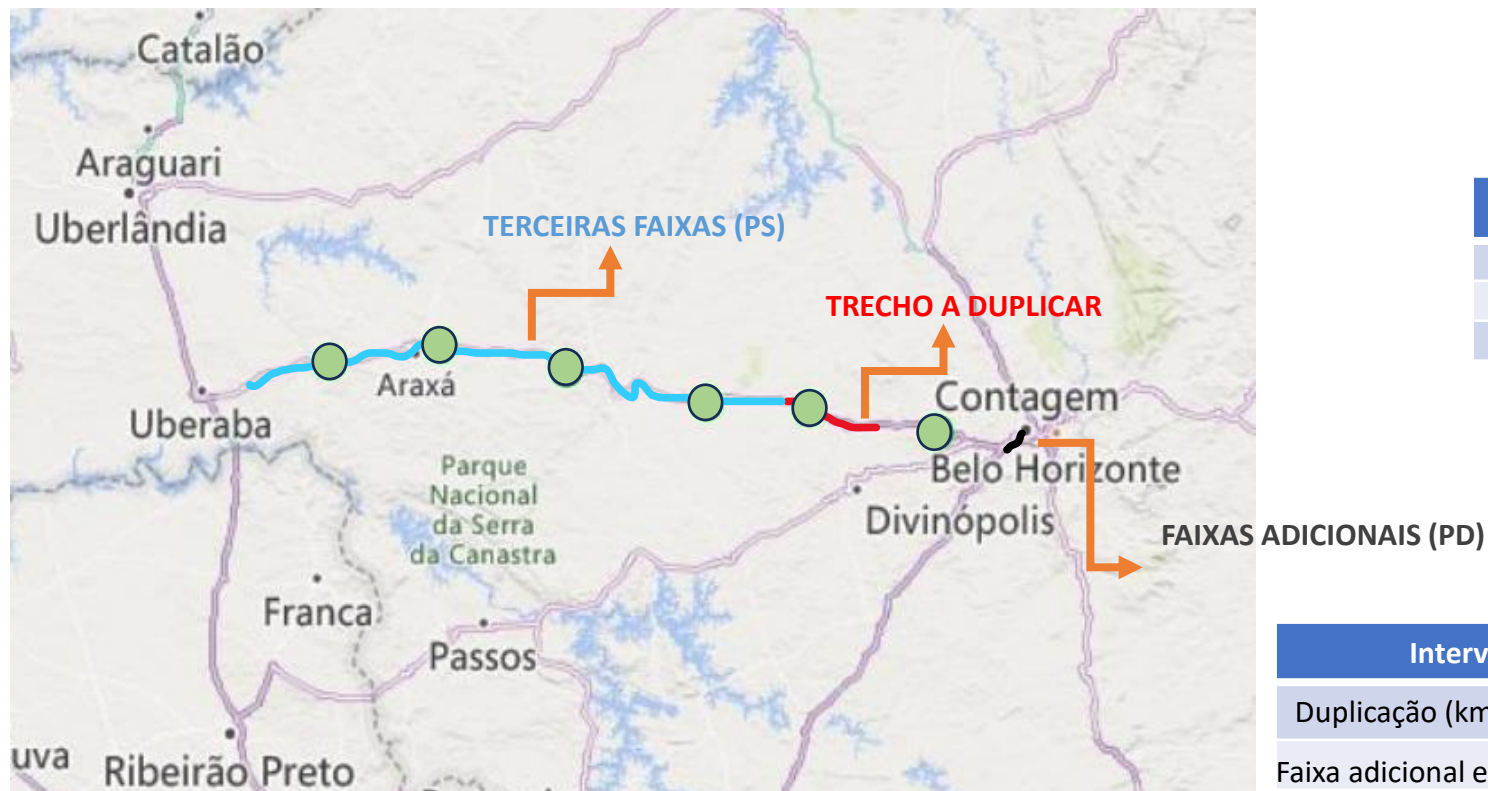 Catalão
Araguari
Uberlândia
TERCEIRAS FAIXAS (PS)
TRECHO A DUPLICAR
Araxá
Contagem
Uberaba
Belo Horizonte
Parque
Nacional
da Serra
da Canastra
Divinópolis
FAIXAS ADICIONAIS (PD)
Franca
Passos
uva
Ribeirão Preto
Interv
Duplicação (km
Faixa adicional e